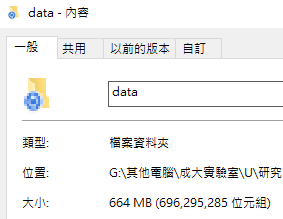 data - 內容
一般 共用 以前的版本 自訂
data
類型: 檔案資料夾
位置: G:\其他電腦\成大實驗室\U\研究
大小: 664 MB (696,295,285 位元組)